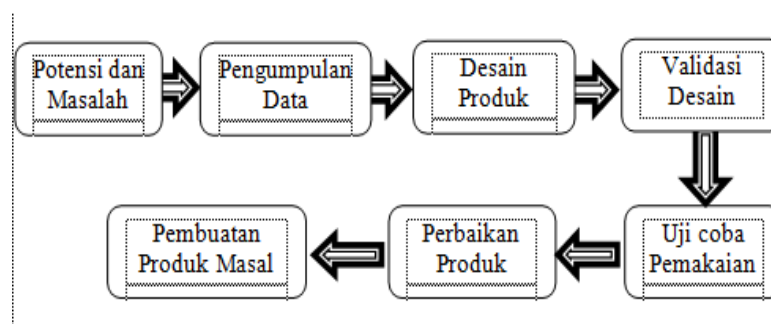 Potensi dan
Masalah
Pengumpulan
Data
Desain
Produk
Validasi
Desain
Uji coba
Pemakaian
Perbaikan
Produk
Pembuatan
Produk Masal